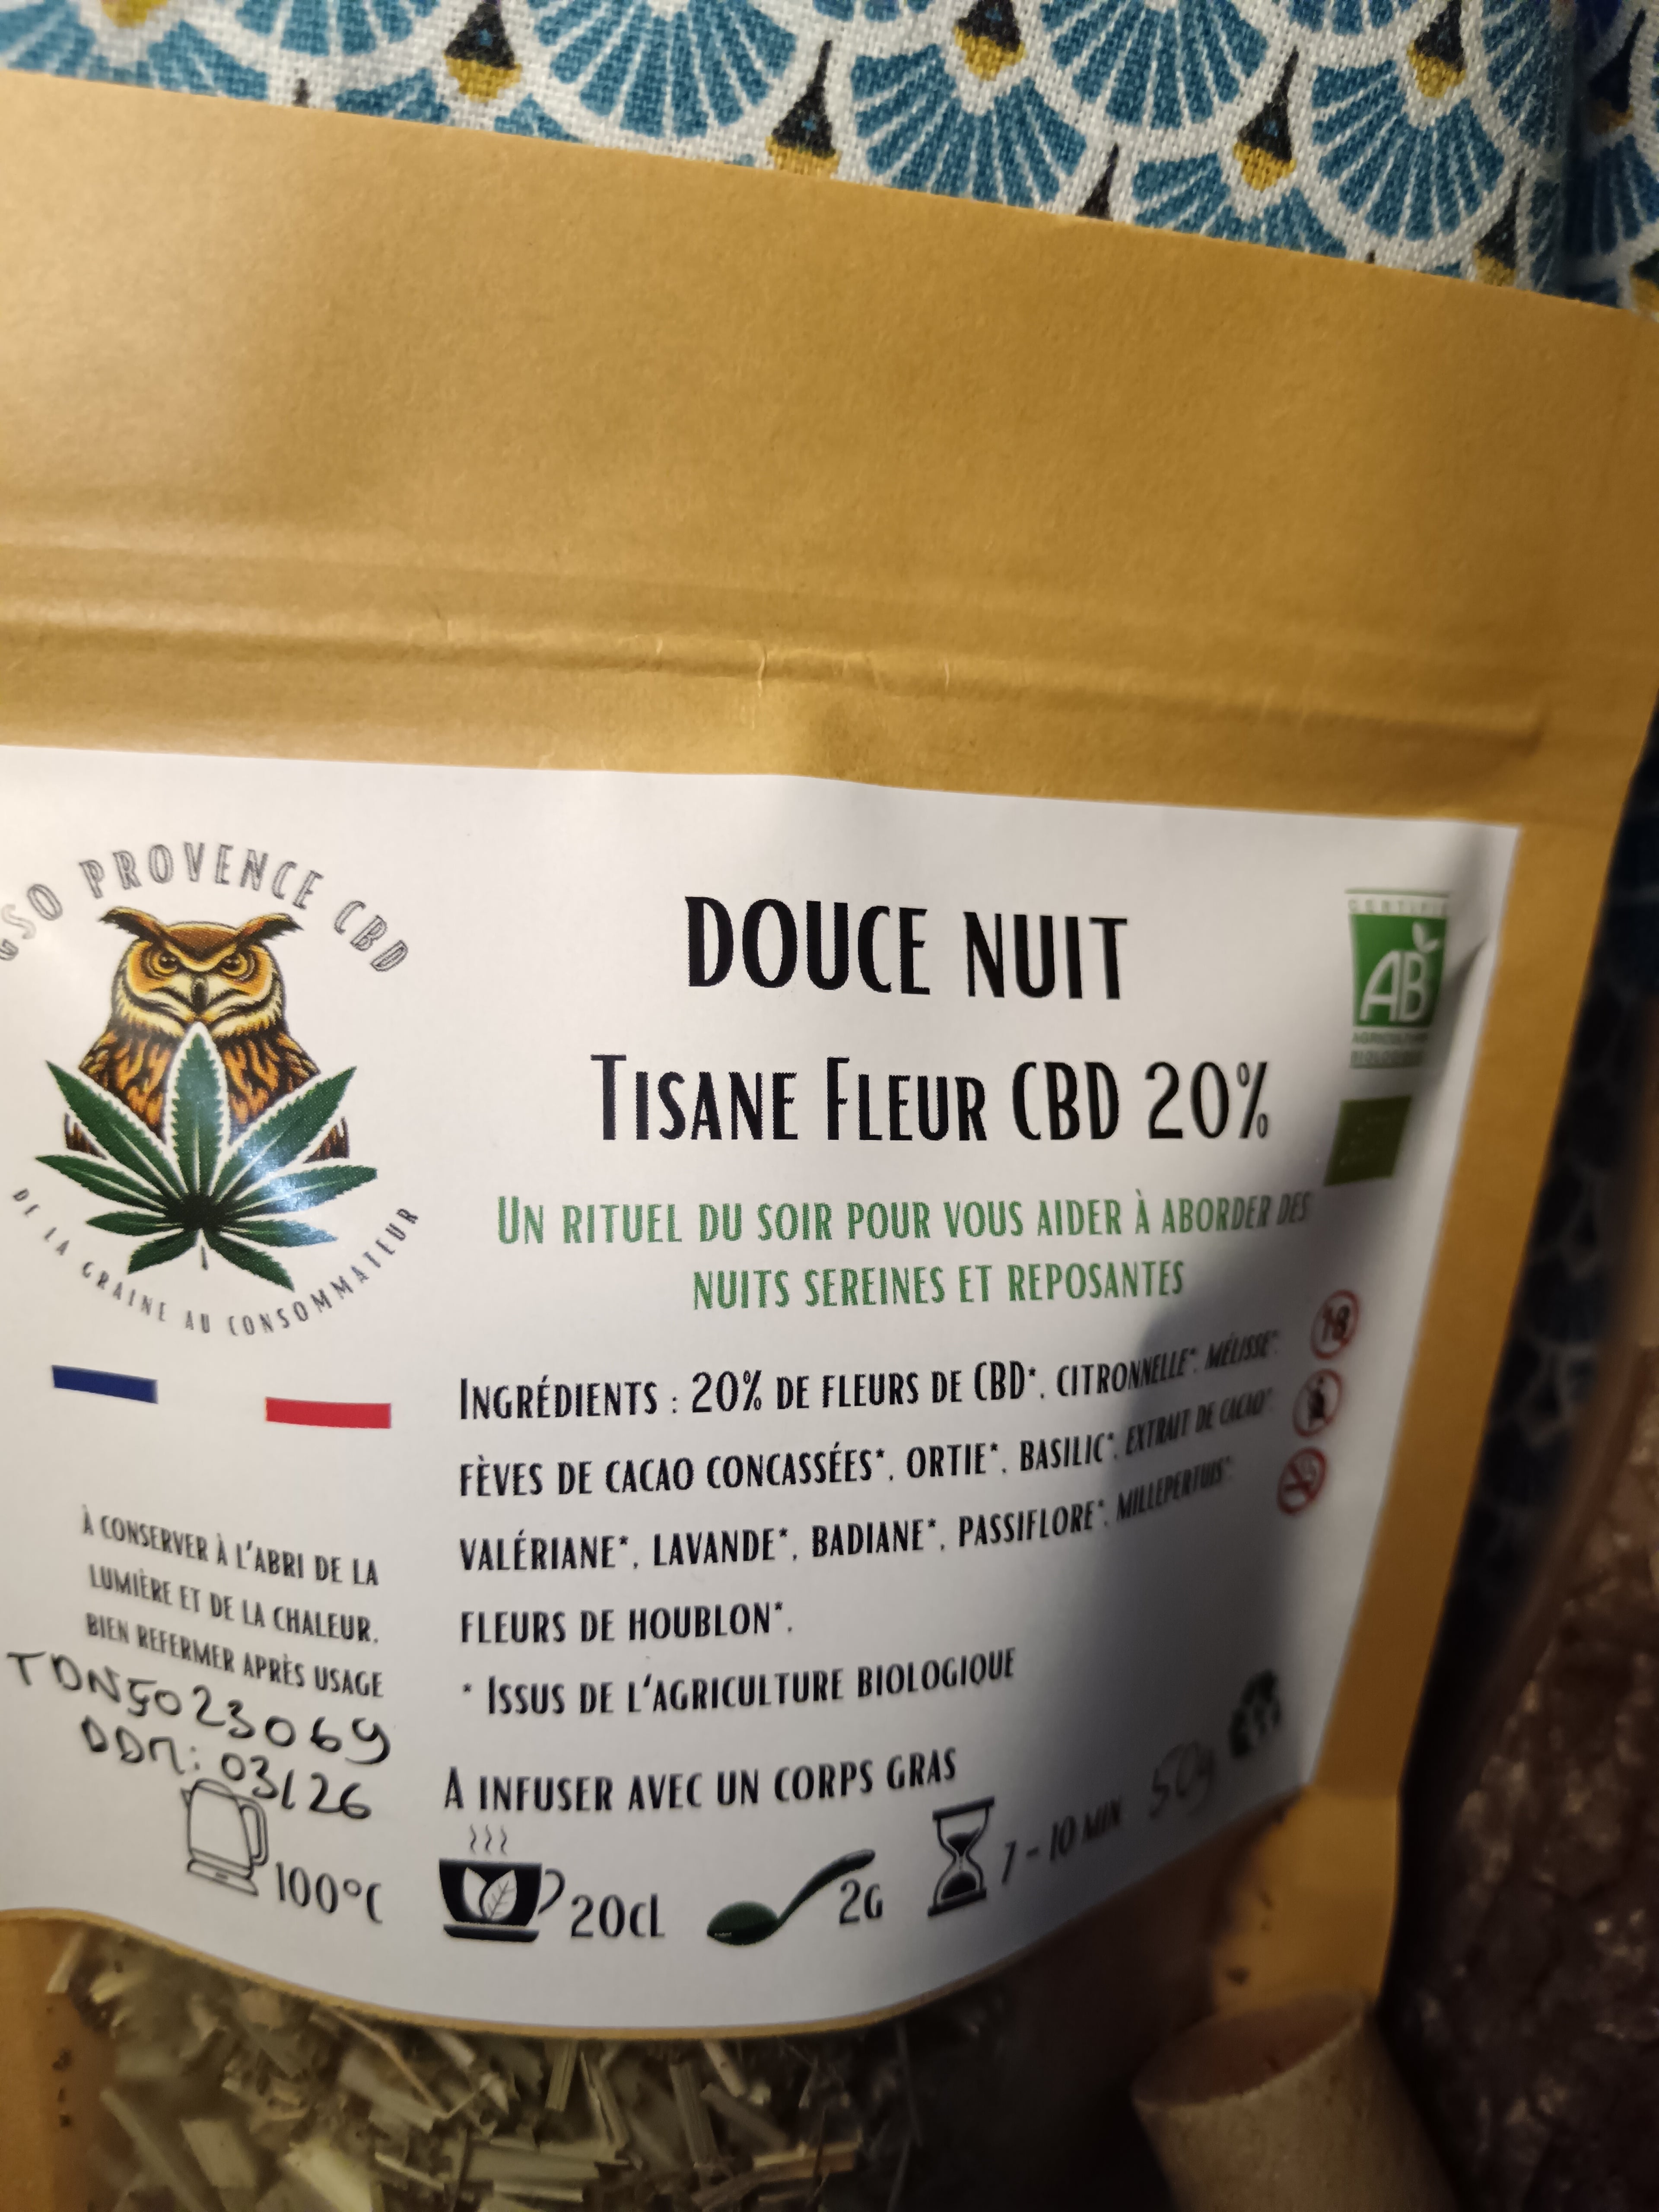 SO PROVENCE CBD
DE LA GRAINE AU CONSOMMATEUR
DOUCE NUIT
TISANE FLEUR CBD 20%
CERTIFIÉ
AB
AGRICULTURE
BIOLOGIQUE
UN RITUEL DU SOIR POUR VOUS AIDER À ABORDER DES
NUITS SEREINES ET REPOSANTES
INGRÉDIENTS : 20% DE FLEURS DE CBD*, CITRONNELLE*, MÉLISSE*,
FÈVES DE CACAO CONCASSÉES*, ORTIE*, BASILIC*, EXTRAIT DE CACAO*,
VALÉRIANE*, LAVANDE*, BADIANE*, PASSIFLORE*, MILLEPERTUIS*,
FLEURS DE HOUBLON*.
* ISSUS DE L'AGRICULTURE BIOLOGIQUE
18
À CONSERVER À L'ABRI DE LA
LUMIÈRE ET DE LA CHALEUR.
BIEN REFERMER APRÈS USAGE
TDN5023069
DDM: 03/26
A INFUSER AVEC UN CORPS GRAS
100°C
20CL
2G
7 - 10 MIN
50g